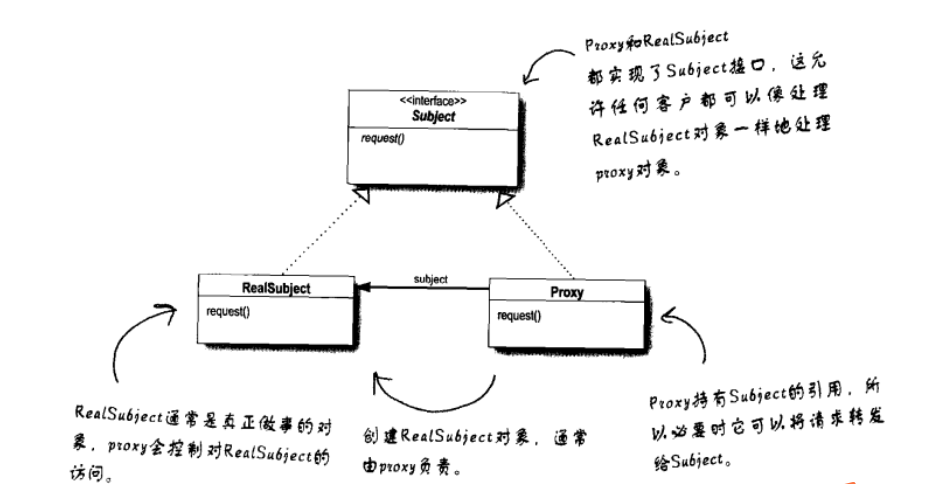 Proxy和RealSubject
都实现了Subject接口，这允
许任何客户都可以像处理
RealSubject对象一样地处理
proxy对象。
<<interface>>
Subject
request()
subject
RealSubject
request()
Proxy
request()
RealSubject通常是真正做事的对
象，proxy会控制对RealSubject的
访问。
创建RealSubject对象，通常
由proxy负责。
Proxy持有Subject的引用，所
以必要时它可以将请求转发
给Subject。